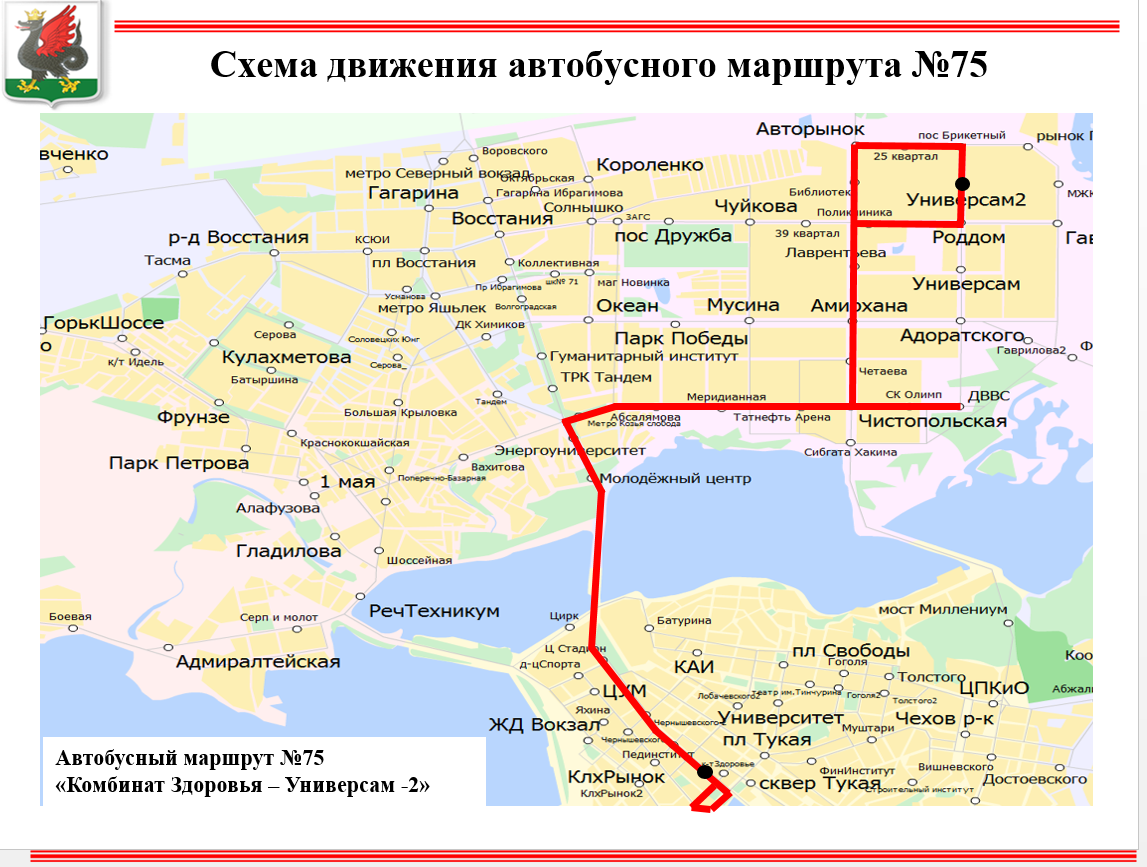 Схема движения автобусного маршрута №75
Авторынок
пос Брикетный
рынок
вченко
Воровского
25 квартал
Короленко
метро Северный вокзал
Октябрьская
Гагарина
Гагарина Ибрагимова
Библиотек
мжк
Универсам2
Солнышко
Чуйкова
Восстания
ЗАГС
Поликлиника
р-д Восстания
КСЮИ
пос Дружба
39 квартал
Роддом
Гав
Лаврентьева
Тасма
пл Восстания
Коллективная
шк№ 71
маг Новинка
Пр Ибрагимова
Универсам
Усманова
метро Яшьлек
Волгоградская
Океан
Мусина
Амирхана
ГорькШоссе
ДК Химиков
Серова
Соловецких Юнг
Парк Победы
Адоратского
о
Гаврилова2
Ф
к/т Идель
Кулахметова
Серова_
Гуманитарный институт
Батыршина
ТРК Тандем
Четаева
Тандем
Меридианная
СК Олимп
ДВВС
Фрунзе
Большая Крыловка
Абсалямова
Метро Козья слобода
Татнефть Арена
Чистопольская
Краснококшайская
Энергоуниверситет
Сибгата Хакима
Парк Петрова
Вахитова
1 мая
Поперечно-Базарная
Молодёжный центр
Алафузова
Гладилова
Шоссейная
РечТехникум
Боевая
Серп и молот
Цирк
Батурина
мост Миллениум
Адмиралтейская
Ц Стадион
д-цСпорта
КАИ
пл Свободы
Гоголя
Коо
Толстого
ЦУМ
Лобачевского2
театр им.Тинчурина
Гоголя2
Толстого2
ЦПКиО
Абжали
Яхина
ЖД Вокзал
Чернышевского2
Университет
Чехов р-к
Чернышевского
Муштари
пл Тукая
Пединститут
к-тЗдоровье
Вишневского
КлхРынок
ФинИнститут
Достоевского
КлхРынок2
сквер Тукая
Строительный институт
Автобусный маршрут №75
«Комбинат Здоровья – Универсам -2»